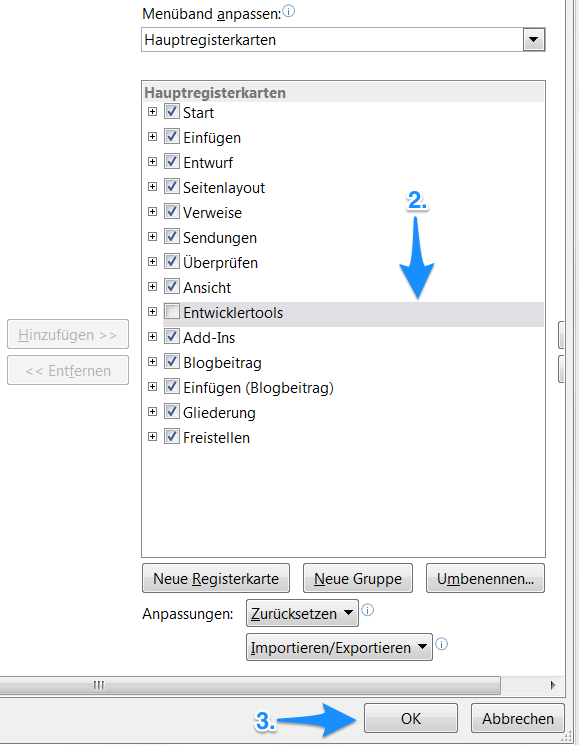 Menüband anpassen:
Hauptregisterkarten
Hauptregisterkarten
Start
Einfügen
Entwurf
Seitenlayout
Verweise
Sendungen
Überprüfen
Ansicht
Entwicklertools
Add-Ins
Blogbeitrag
Einfügen (Blogbeitrag)
Gliederung
Freistellen
2.
Hinzufügen >>
<< Entfernen
Neue Registerkarte Neue Gruppe Umbenennen...
Anpassungen: Zurücksetzen
Importieren/Exportieren
3. OK Abbrechen